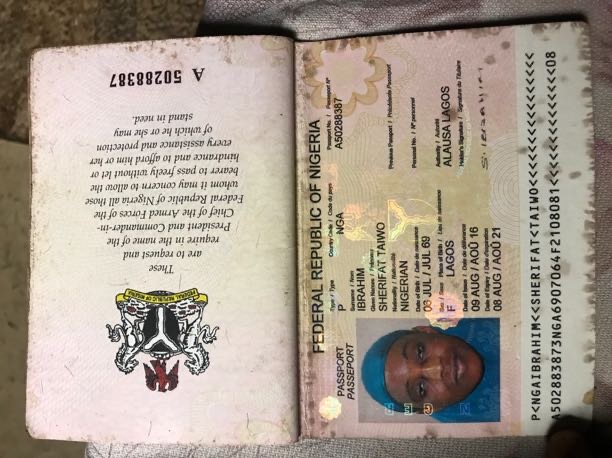 These
are to request and
require in the name of the
President and Commander-in-
Chief of the Armed Forces of the
Federal Republic of Nigeria all those
whom it may concern to allow the
bearer to pass freely without let or
hindrance and to afford him or her
every assistance and protection
of which he or she may
stand in need.
A 50288387
FEDERAL REPUBLIC OF NIGERIA
PASSPORT
PASSEPORT
Type / Type Country Code / Code du pays Passport No. / Passeport N°
P NGA A50288387
Surname / Nom
IBRAHIM
Given Names / Prénoms
SHERIFAT TAIWO
Nationality / Nationalité Previous Passport / Précédents Passeport
NIGERIAN
Date of Birth / Date de naissance Personal No. / N° personnel
JUL / JUL 69
Sex / Sexe Place of Birth / Lieu de naissance Authority / Autorité
F LAGOS ALAUSA LAGOS
Date of Issue / Date de délivrance Holder's Signature / Signature du Titulaire
09 AUG / AOÛ 16
Date of Expiry / Date d'expiration
08 AUG / AOÛ 21
P<NGAIBRAHIM<<SHERIFAT<TAIWO<<<<<<<<<<<<<<<<
A502883873NGA6907064F2108081<<<<<<<<<<<<<<08